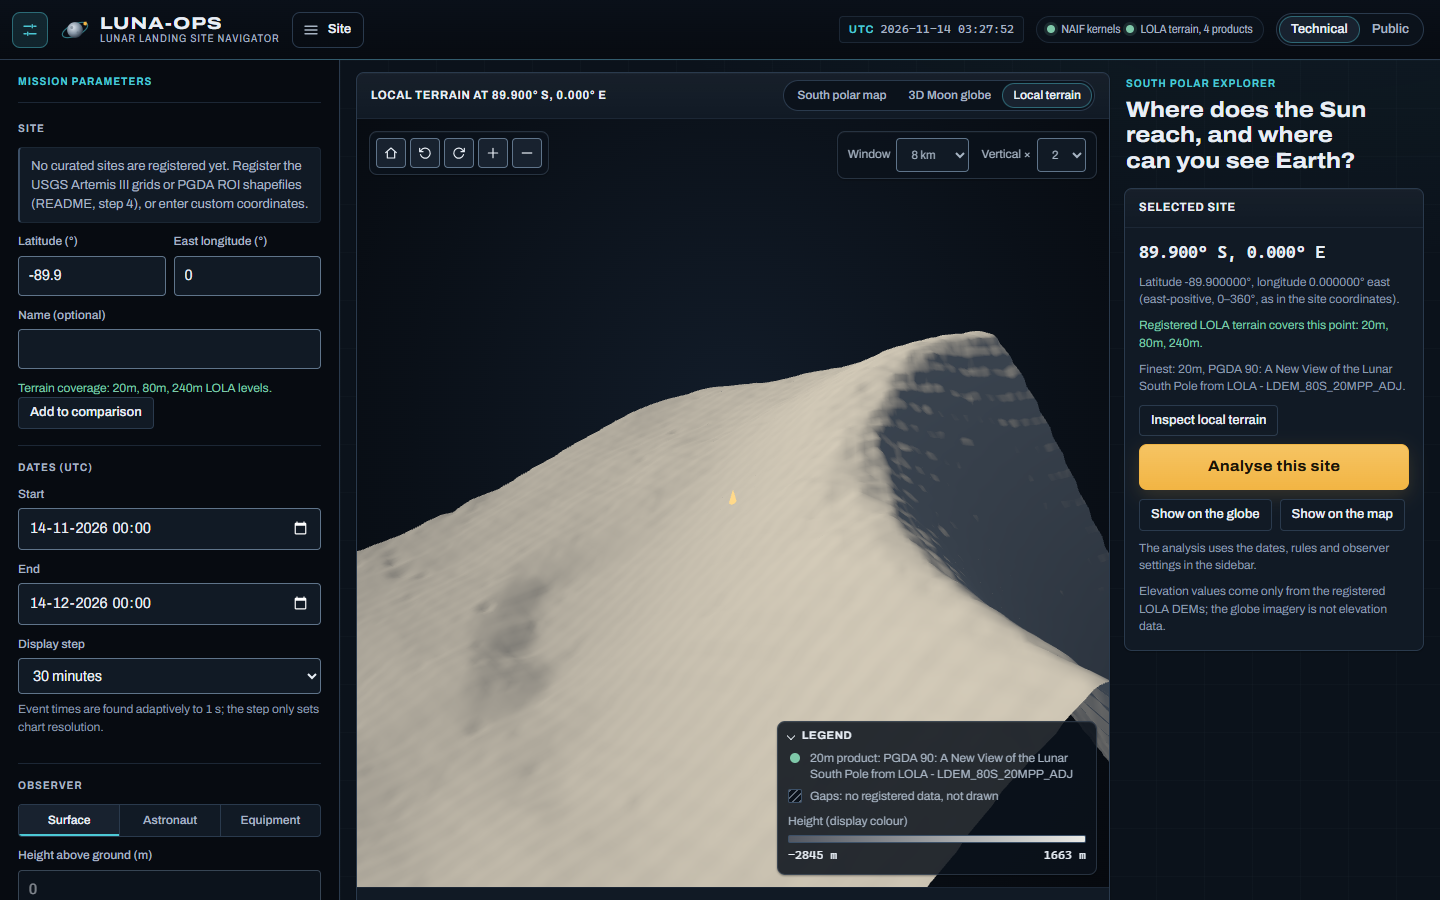 LUNA-OPS
LUNAR LANDING SITE NAVIGATOR
Site
UTC 2026-11-14 03:27:52
NAIF kernels
LOLA terrain, 4 products
Technical
Public
MISSION PARAMETERS
SITE
No curated sites are registered yet. Register the
USGS Artemis III grids or PGDA ROI shapefiles
(README, step 4), or enter custom coordinates.
Latitude (°)
East longitude (°)
-89.9
0
Name (optional)
Terrain coverage: 20m, 80m, 240m LOLA levels.
Add to comparison
DATES (UTC)
Start
14-11-2026 00:00
End
14-12-2026 00:00
Display step
30 minutes
Event times are found adaptively to 1 s; the step only sets
chart resolution.
OBSERVER
Surface
Astronaut
Equipment
Height above ground (m)
0
LOCAL TERRAIN AT 89.900° S, 0.000° E
South polar map
3D Moon globe
Local terrain
Window
8 km
Vertical ×
2
LEGEND
20m product: PGDA 90: A New View of the Lunar
South Pole from LOLA - LDEM_80S_20MPP_ADJ
Gaps: no registered data, not drawn
Height (display colour)
−2845 m
1663 m
SOUTH POLAR EXPLORER
Where does the Sun
reach, and where
can you see Earth?
SELECTED SITE
89.900° S, 0.000° E
Latitude -89.900000°, longitude 0.000000° east
(east-positive, 0–360°, as in the site coordinates).
Registered LOLA terrain covers this point: 20m,
80m, 240m.
Finest: 20m, PGDA 90: A New View of the Lunar
South Pole from LOLA - LDEM_80S_20MPP_ADJ.
Inspect local terrain
Analyse this site
Show on the globe
Show on the map
The analysis uses the dates, rules and observer
settings in the sidebar.
Elevation values come only from the registered
LOLA DEMs; the globe imagery is not elevation
data.